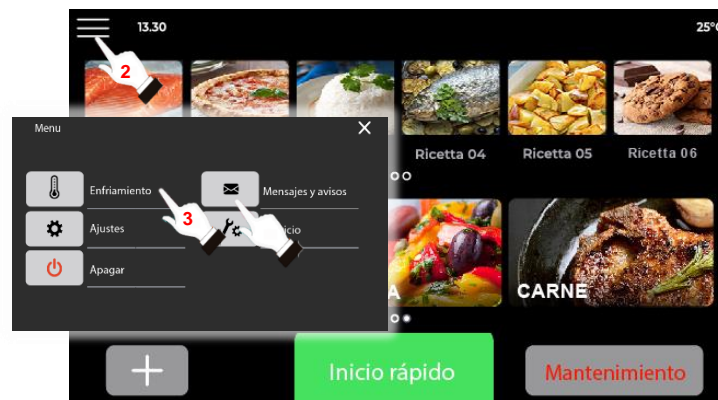 13.30
25°
2
Ricetta 04
Ricetta 05
Ricetta 06
Menu
Enfriamiento
Mensajes y avisos
3
Ajustes
Apagar
CARNE
Inicio rápido
Mantenimiento